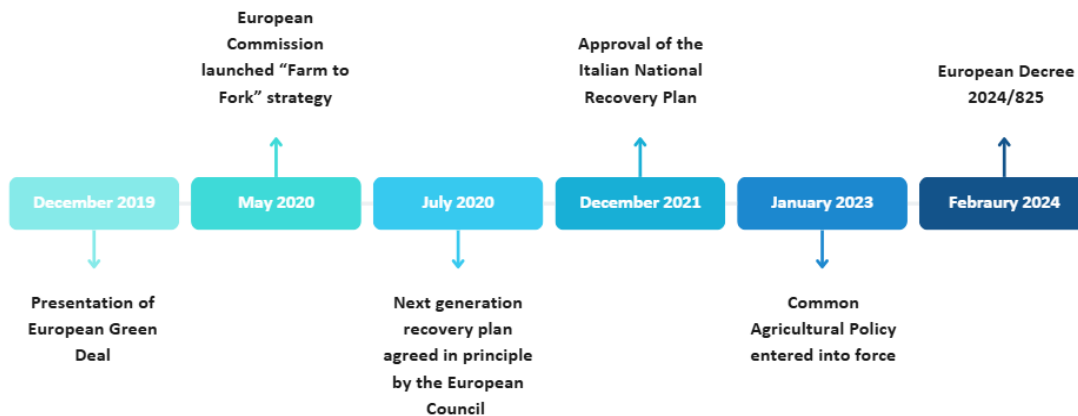 European
Commission
launched “Farm to
Fork” strategy
Approval of the
Italian National
Recovery Plan
European Decree
2024/825
December 2019
May 2020
July 2020
December 2021
January 2023
Febraury 2024
Presentation of
European Green
Deal
Next generation
recovery plan
agreed in principle
by the European
Council
Common
Agricultural Policy
entered into force